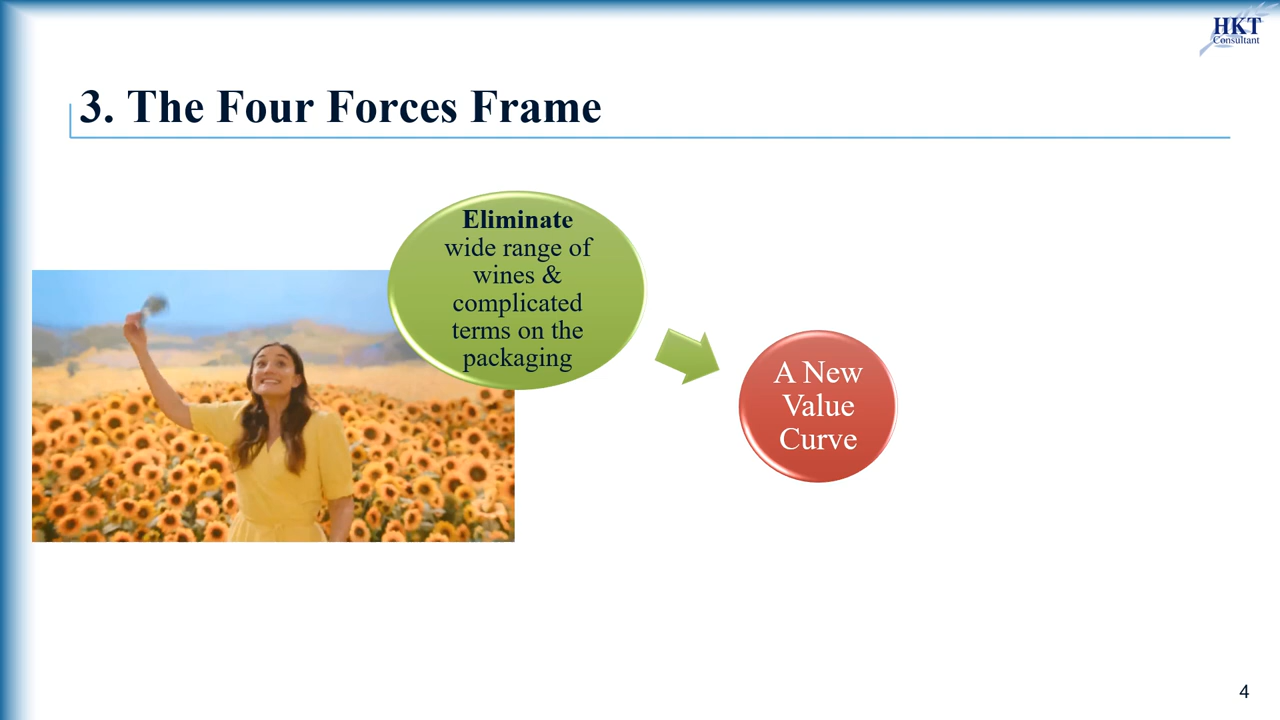 HKT
Consultant
3. The Four Forces Frame
Eliminate
wide range of
wines &
complicated
terms on the
packaging
A New
Value
Curve
4